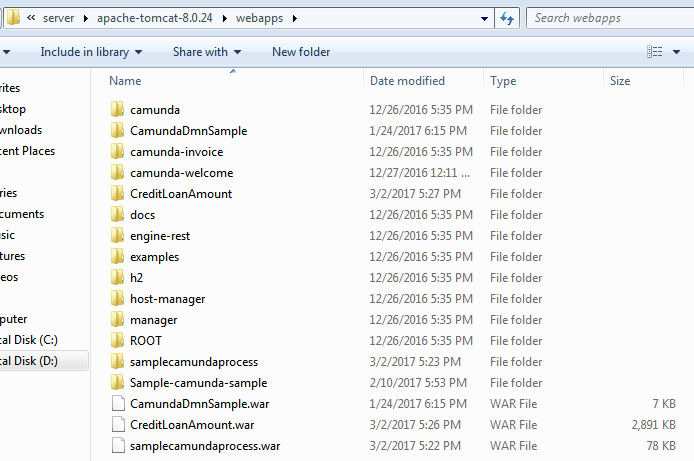 « server ▸ apache-tomcat-8.0.24 ▸ webapps ▸ Search webapps
Include in library Share with New folder
Name Date modified Type Size
rites
sktop
wnloads
cent Places
ries
cuments
sic
tures
eos
puter
cal Disk (C:)
cal Disk (D:)
camunda 12/26/2016 5:35 PM File folder
CamundaDmnSample 1/24/2017 6:15 PM File folder
camunda-invoice 12/26/2016 5:35 PM File folder
camunda-welcome 12/27/2016 12:11 ... File folder
CreditLoanAmount 3/2/2017 5:27 PM File folder
docs 12/26/2016 5:35 PM File folder
engine-rest 12/26/2016 5:35 PM File folder
examples 12/26/2016 5:35 PM File folder
h2 12/26/2016 5:35 PM File folder
host-manager 12/26/2016 5:35 PM File folder
manager 12/26/2016 5:35 PM File folder
ROOT 12/26/2016 5:35 PM File folder
samplecamundaprocess 3/2/2017 5:23 PM File folder
Sample-camunda-sample 2/10/2017 5:53 PM File folder
CamundaDmnSample.war 1/24/2017 6:15 PM WAR File 7 KB
CreditLoanAmount.war 3/2/2017 5:26 PM WAR File 2,891 KB
samplecamundaprocess.war 3/2/2017 5:22 PM WAR File 78 KB